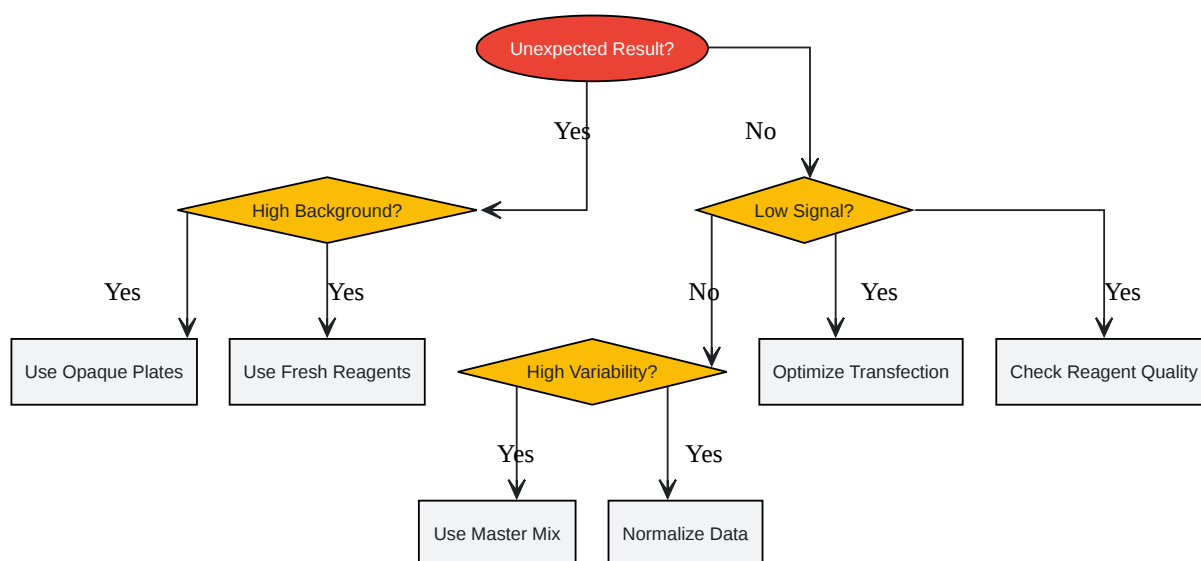 Unexpected Result?
Yes
No
High Background?
Low Signal?
Yes
Yes
No
Yes
Yes
Use Opaque Plates
Use Fresh Reagents
High Variability?
Optimize Transfection
Check Reagent Quality
Yes
Yes
Use Master Mix
Normalize Data